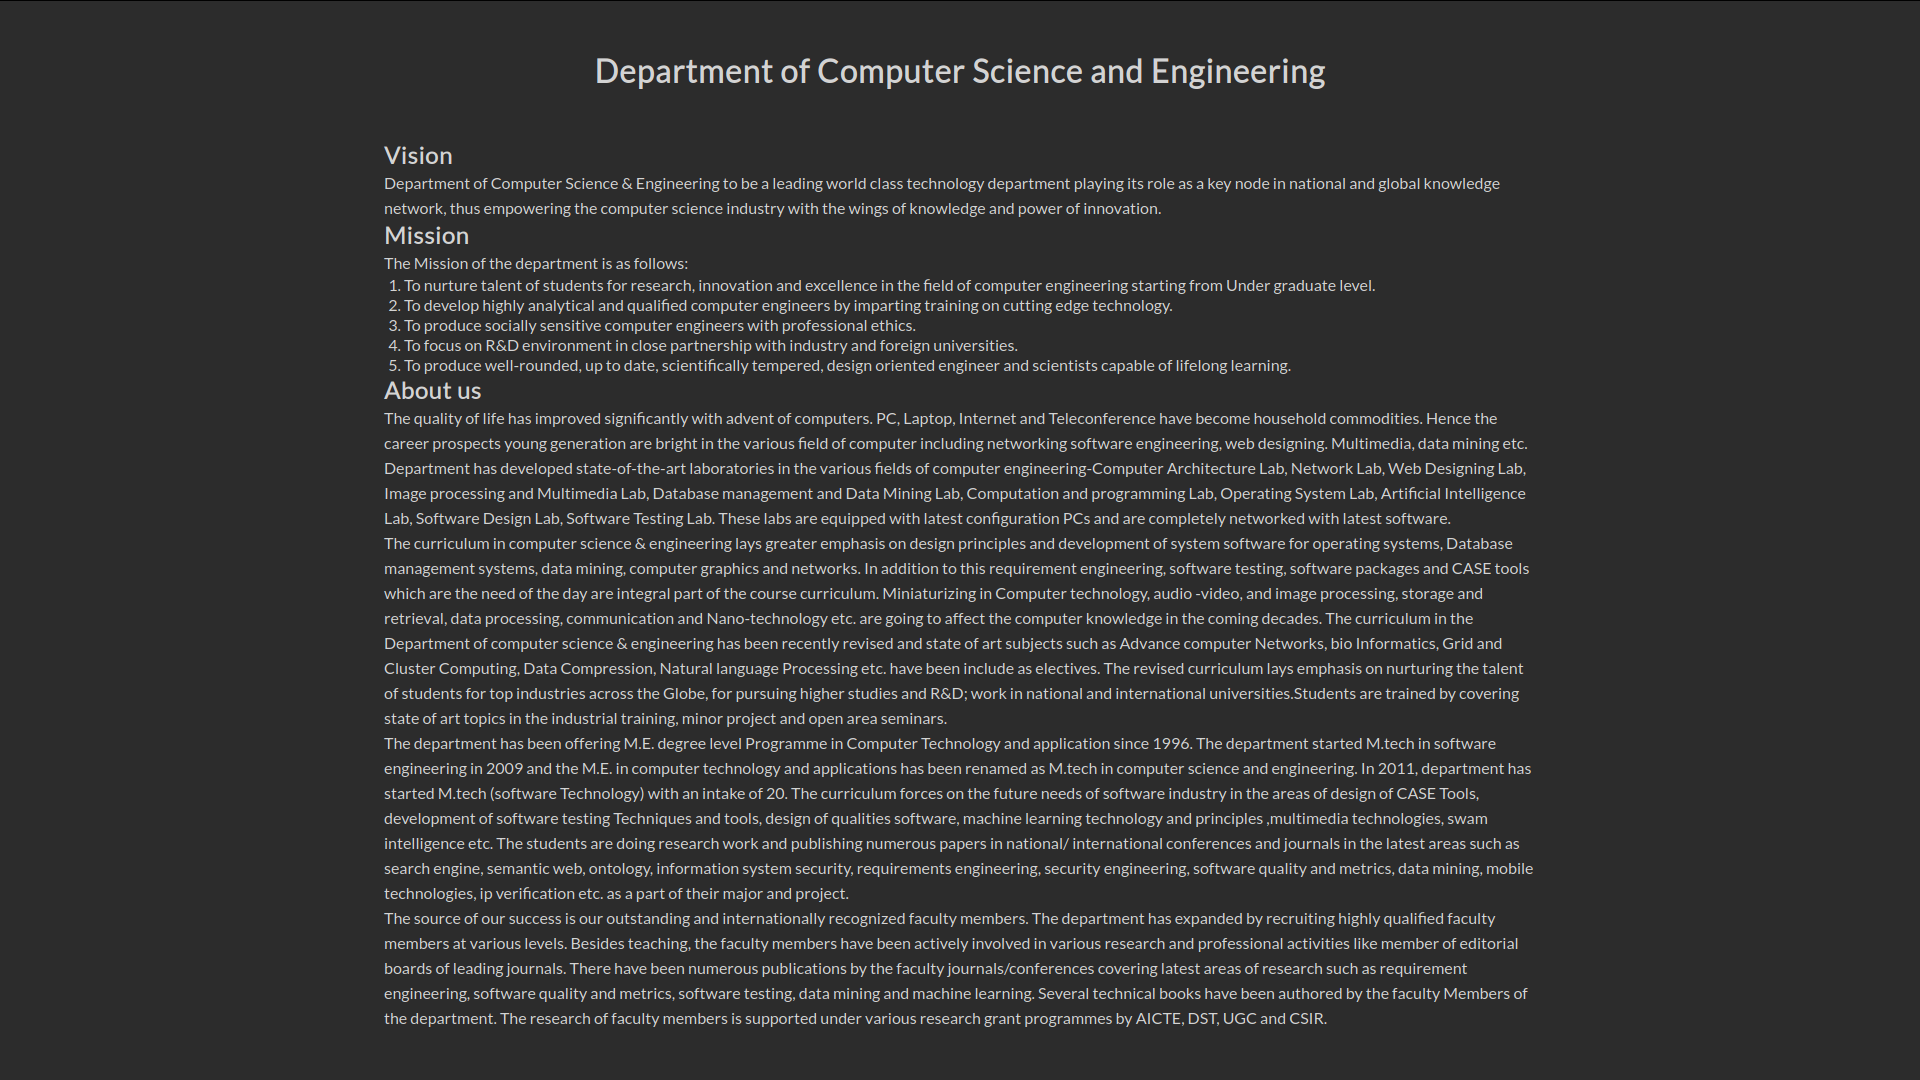 Department of Computer Science and Engineering
Vision
Department of Computer Science & Engineering to be a leading world class technology department playing its role as a key node in national and global knowledge
network, thus empowering the computer science industry with the wings of knowledge and power of innovation.
Mission
The Mission of the department is as follows:
1. To nurture talent of students for research, innovation and excellence in the field of computer engineering starting from Under graduate level.
2. To develop highly analytical and qualified computer engineers by imparting training on cutting edge technology.
3. To produce socially sensitive computer engineers with professional ethics.
4. To focus on R&D environment in close partnership with industry and foreign universities.
5. To produce well-rounded, up to date, scientifically tempered, design oriented engineer and scientists capable of lifelong learning.
About us
The quality of life has improved significantly with advent of computers. PC, Laptop, Internet and Teleconference have become household commodities. Hence the
career prospects young generation are bright in the various field of computer including networking software engineering, web designing. Multimedia, data mining etc.
Department has developed state-of-the-art laboratories in the various fields of computer engineering-Computer Architecture Lab, Network Lab, Web Designing Lab,
Image processing and Multimedia Lab, Database management and Data Mining Lab, Computation and programming Lab, Operating System Lab, Artificial Intelligence
Lab, Software Design Lab, Software Testing Lab. These labs are equipped with latest configuration PCs and are completely networked with latest software.
The curriculum in computer science & engineering lays greater emphasis on design principles and development of system software for operating systems, Database
management systems, data mining, computer graphics and networks. In addition to this requirement engineering, software testing, software packages and CASE tools
which are the need of the day are integral part of the course curriculum. Miniaturizing in Computer technology, audio -video, and image processing, storage and
retrieval, data processing, communication and Nano-technology etc. are going to affect the computer knowledge in the coming decades. The curriculum in the
Department of computer science & engineering has been recently revised and state of art subjects such as Advance computer Networks, bio Informatics, Grid and
Cluster Computing, Data Compression, Natural language Processing etc. have been include as electives. The revised curriculum lays emphasis on nurturing the talent
of students for top industries across the Globe, for pursuing higher studies and R&D; work in national and international universities.Students are trained by covering
state of art topics in the industrial training, minor project and open area seminars.
The department has been offering M.E. degree level Programme in Computer Technology and application since 1996. The department started M.tech in software
engineering in 2009 and the M.E. in computer technology and applications has been renamed as M.tech in computer science and engineering. In 2011, department has
started M.tech (software Technology) with an intake of 20. The curriculum forces on the future needs of software industry in the areas of design of CASE Tools,
development of software testing Techniques and tools, design of qualities software, machine learning technology and principles ,multimedia technologies, swam
intelligence etc. The students are doing research work and publishing numerous papers in national/ international conferences and journals in the latest areas such as
search engine, semantic web, ontology, information system security, requirements engineering, security engineering, software quality and metrics, data mining, mobile
technologies, ip verification etc. as a part of their major and project.
The source of our success is our outstanding and internationally recognized faculty members. The department has expanded by recruiting highly qualified faculty
members at various levels. Besides teaching, the faculty members have been actively involved in various research and professional activities like member of editorial
boards of leading journals. There have been numerous publications by the faculty journals/conferences covering latest areas of research such as requirement
engineering, software quality and metrics, software testing, data mining and machine learning. Several technical books have been authored by the faculty Members of
the department. The research of faculty members is supported under various research grant programmes by AICTE, DST, UGC and CSIR.